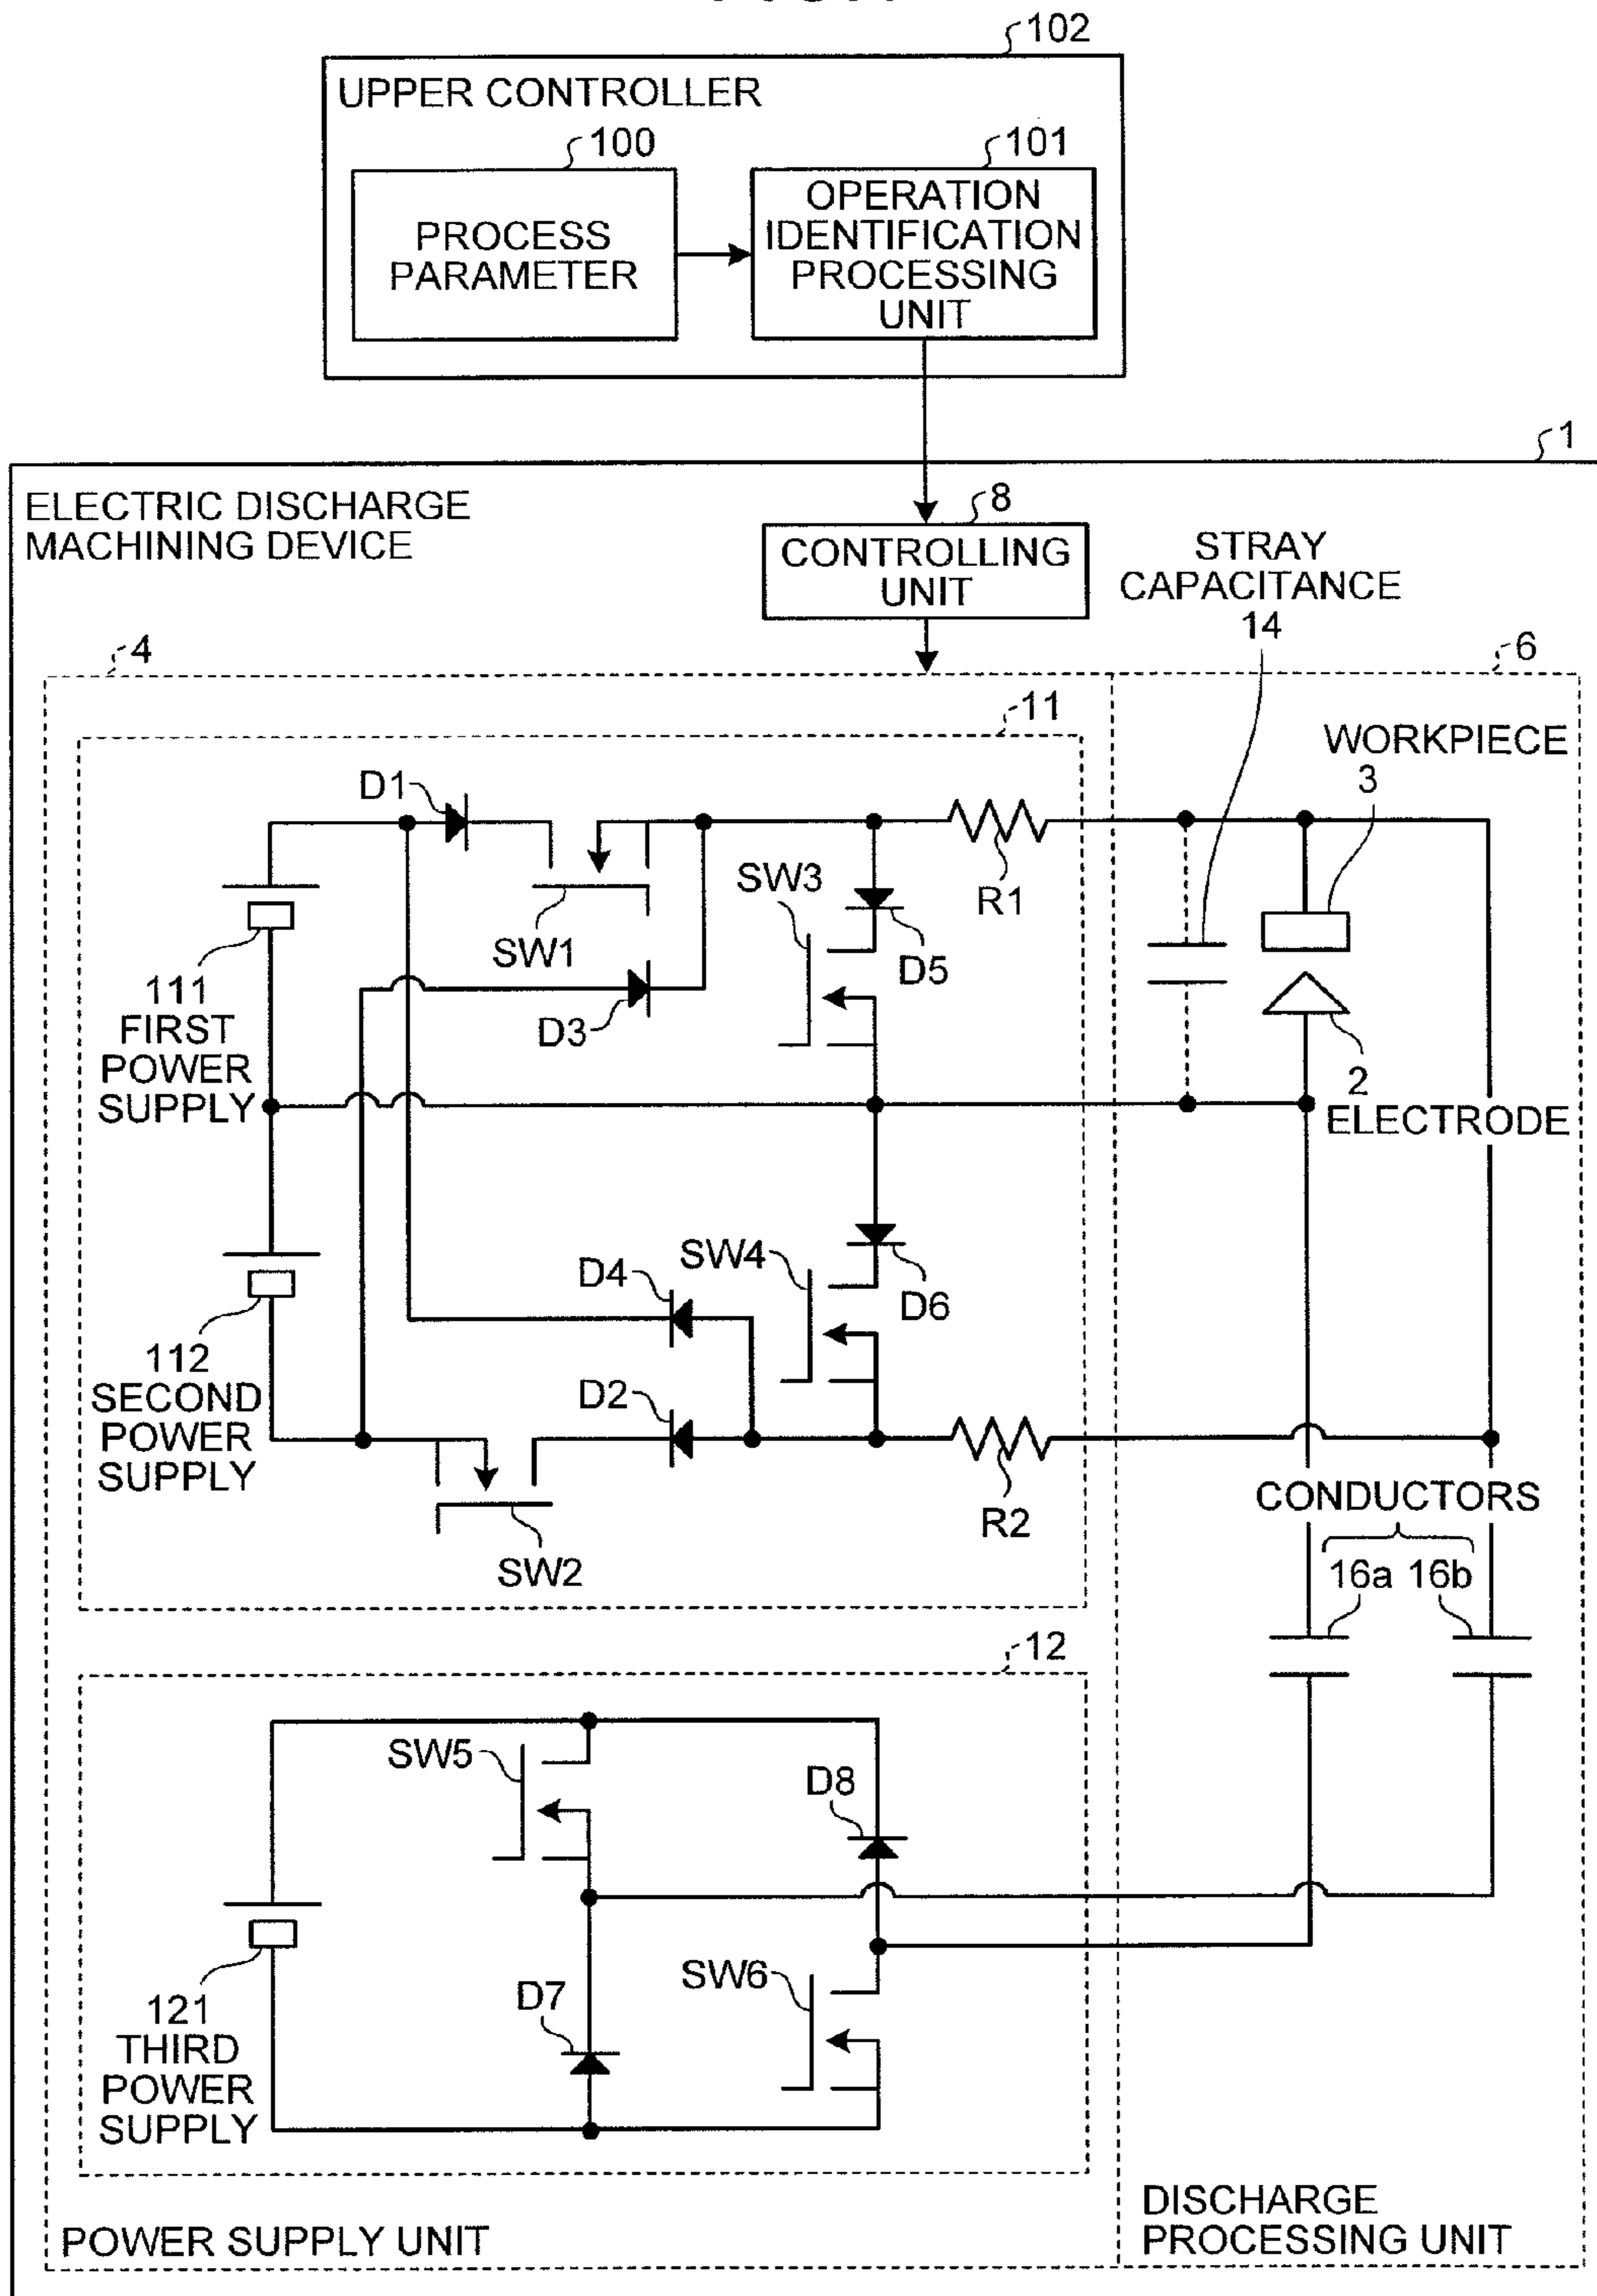 102
UPPER CONTROLLER
100
101
PROCESS
PARAMETER
OPERATION
IDENTIFICATION
PROCESSING
UNIT
1
ELECTRIC DISCHARGE
MACHINING DEVICE
8
CONTROLLING
UNIT
STRAY
CAPACITANCE
14
4
6
11
WORKPIECE
3
D1
SW1
SW3
D5
R1
D3
111
FIRST
POWER
SUPPLY
2
ELECTRODE
D4
SW4
D6
112
SECOND
POWER
SUPPLY
D2
R2
SW2
CONDUCTORS
16a 16b
12
SW5
D8
SW6
D7
121
THIRD
POWER
SUPPLY
POWER SUPPLY UNIT
DISCHARGE
PROCESSING UNIT